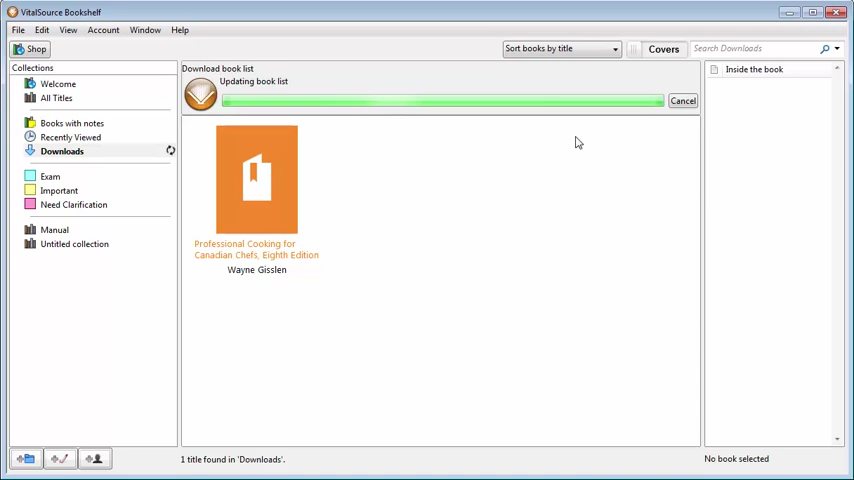 VitalSource Bookshelf
File Edit View Account Window Help
Shop
Sort books by title
Covers
Search Downloads
Collections
Welcome
All Titles
Books with notes
Recently Viewed
Downloads
Exam
Important
Need Clarification
Manual
Untitled collection
Download book list
Updating book list
Cancel
Professional Cooking for
Canadian Chefs, Eighth Edition
Wayne Gisslen
Inside the book
1 title found in 'Downloads'.
No book selected